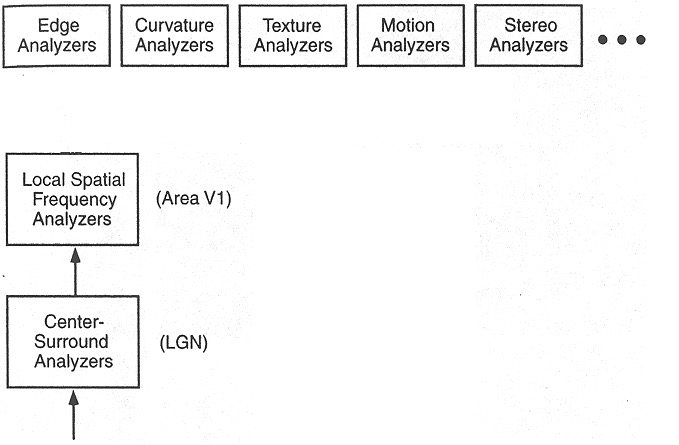 Edge
Analyzers
Curvature
Analyzers
Texture
Analyzers
Motion
Analyzers
Stereo
Analyzers
Local Spatial
Frequency
Analyzers
(Area V1)
Center-
Surround
Analyzers
(LGN)